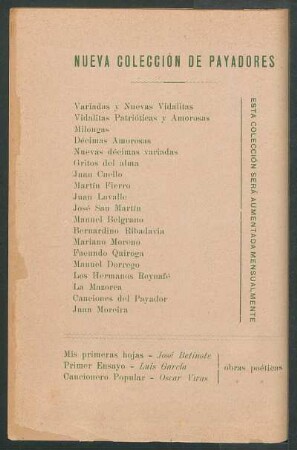 NUEVA COLECCIÓN DE PAYADORES
Variadas y Nuevas Vidalitas
Vidalitas Patrióticas y Amorosas
Milongas
Décimas Amorosas
Nuevas décimas variadas
Gritos del alma
Juan Cuello
Martín Fierro
Juan Lavalle
José San Martín
Manuel Belgrano
Bernardino Ribadavia
Mariano Moreno
Facundo Quiroga
Manuel Dorrego
Los Hermanos Reynafé
La Mazorca
Canciones del Payador
Juan Moreira
ESTA COLECCIÓN SERÁ AUMENTADA MENSUALMENTE
Mis primeras hojas – José Betinote
Primer Ensayo – Luis García
Cancionero Popular – Oscar Viras
obras poéticas